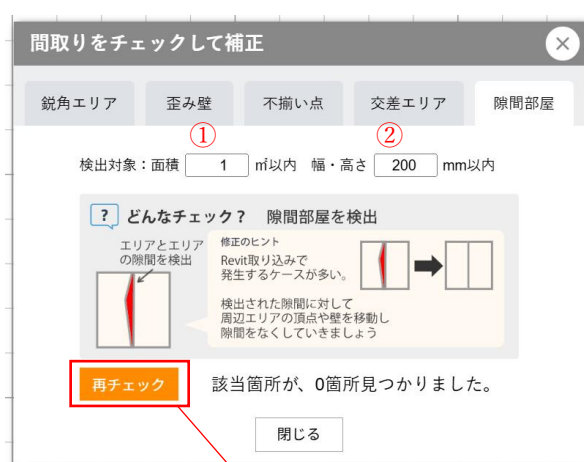 間取りをチェックして補正
鋭角エリア 歪み壁 不揃い点 交差エリア 隙間部屋
① ②
検出対象：面積 1 ㎡以内 幅・高さ 200 mm以内
? どんなチェック？ 隙間部屋を検出
エリアとエリア
の隙間を検出
修正のヒント
Revit取り込みで
発生するケースが多い。
検出された隙間に対して
周辺エリアの頂点や壁を移動し
隙間をなくしていきましょう
再チェック 該当箇所が、0箇所見つかりました。
閉じる